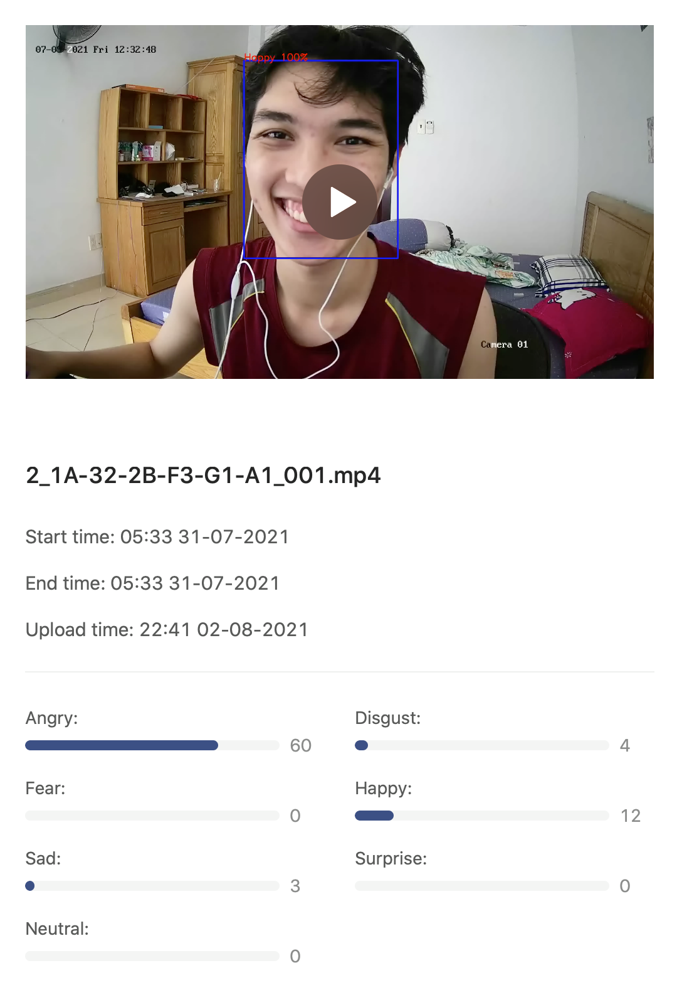 07-09-2021 Fri 12:32:48
Happy 100%
Camera 01
2_1A-32-2B-F3-G1-A1_001.mp4
Start time: 05:33 31-07-2021
End time: 05:33 31-07-2021
Upload time: 22:41 02-08-2021
Angry:
60
Disgust:
4
Fear:
0
Happy:
12
Sad:
3
Surprise:
0
Neutral:
0